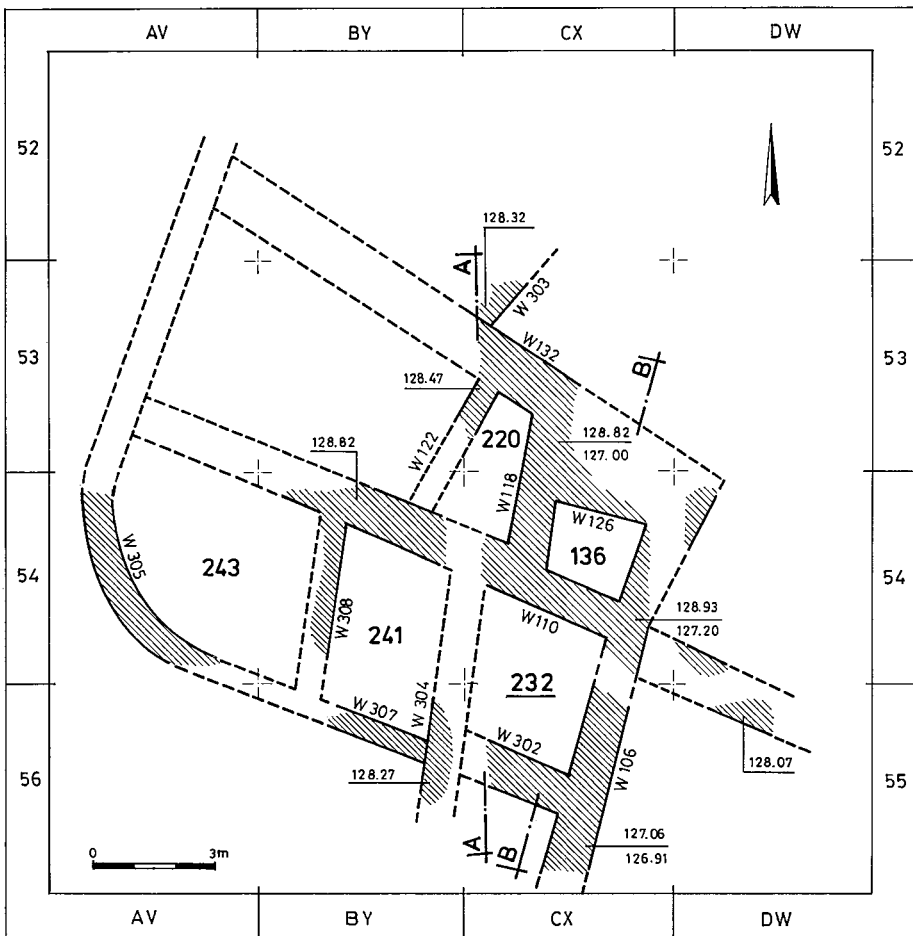 AV BY CX DW
52 52
128.32
A
W 303
53 W132 53
B
128.47
220
128.82 128.82
127.00
W122
W118
W126
136
W 305
243
54 54
W 308
W 110
128.93
127.20
241
232
W 304
W 307
W 302
W 106
56 55
128.27
128.07
A
B
127.06
126.91
0 3m
AV BY CX DW